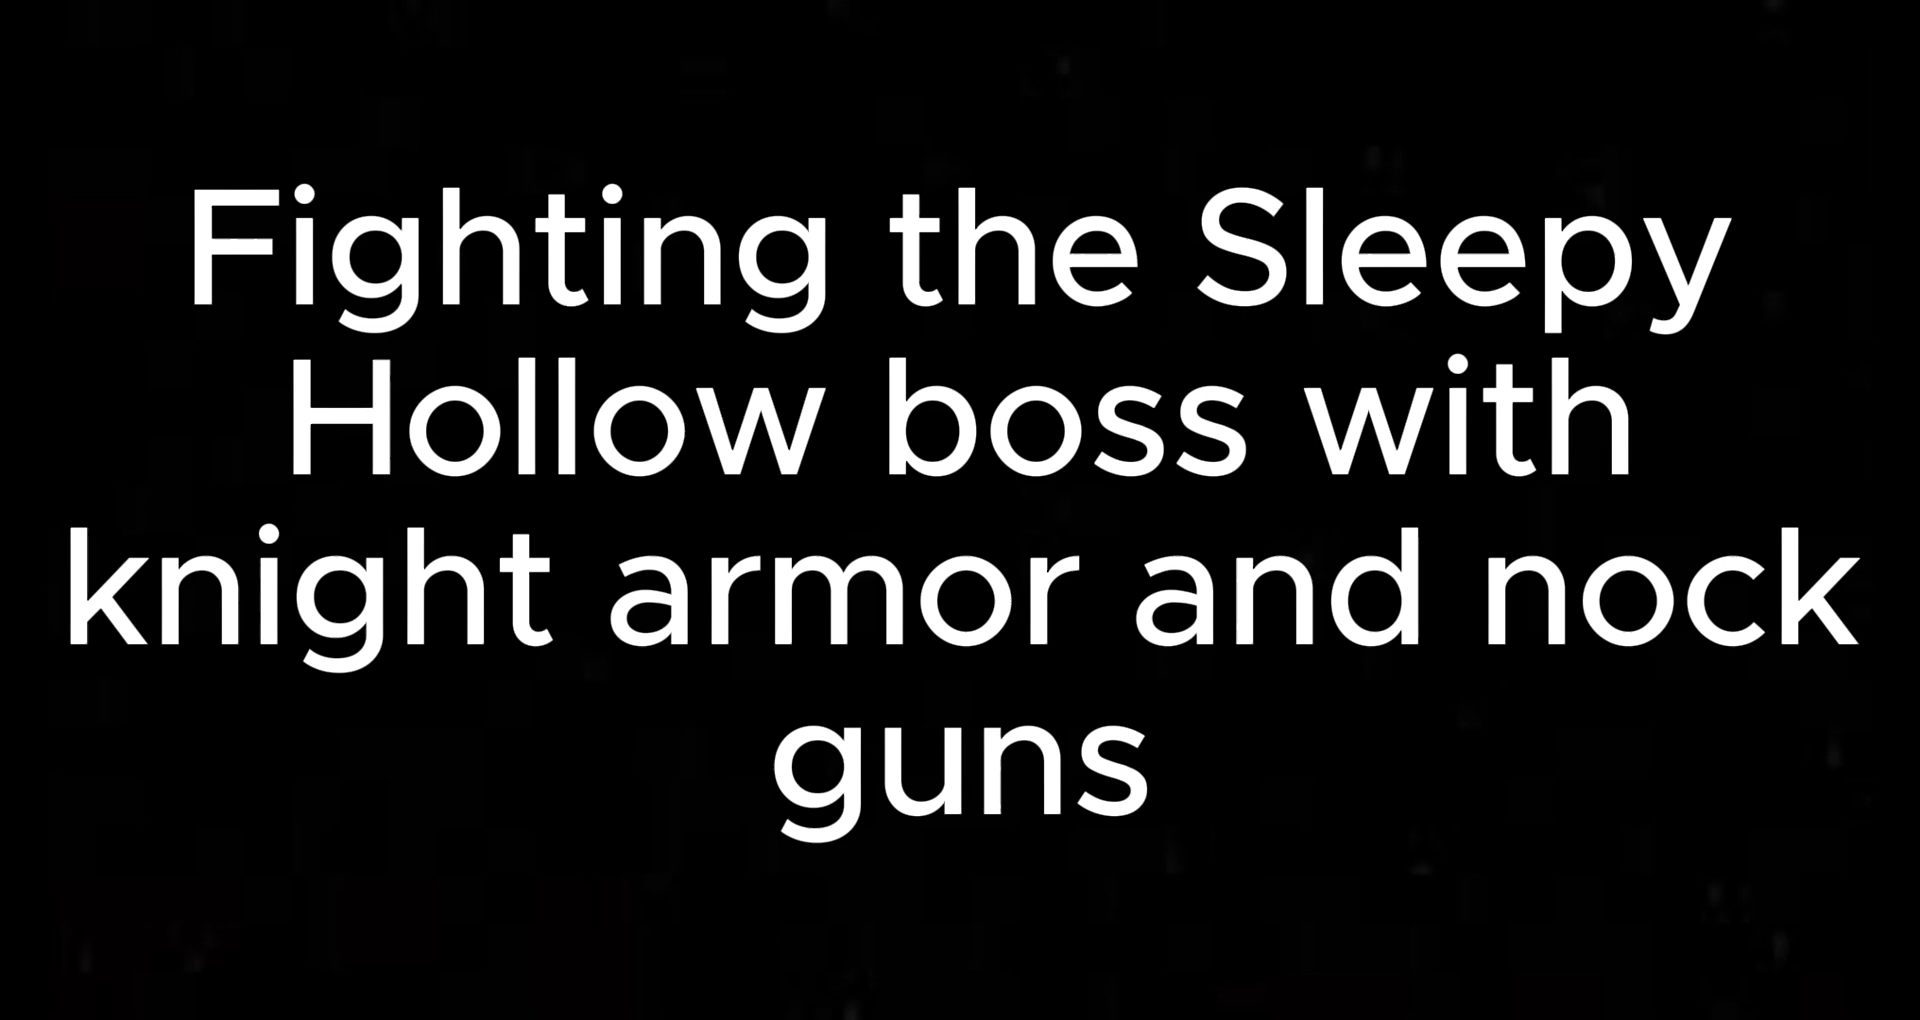 Fighting the Sleepy
Hollow boss with
knight armor and nock
guns